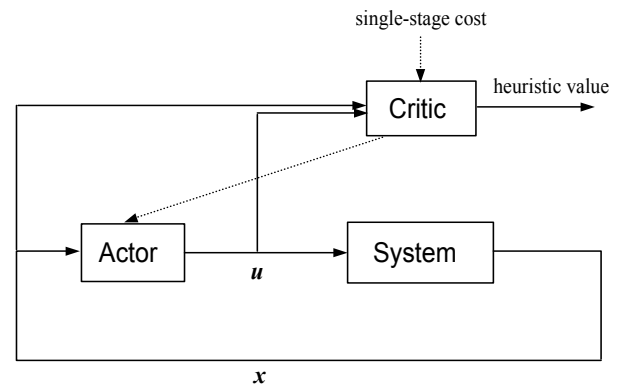 single-stage cost
heuristic value
Critic
Actor
System
u
x